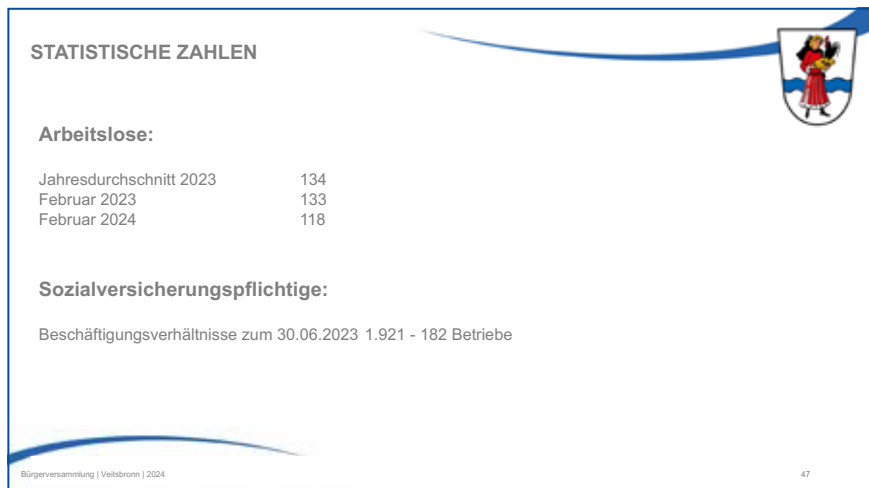 STATISTISCHE ZAHLEN
Arbeitslose:
Jahresdurchschnitt 2023 134
Februar 2023 133
Februar 2024 118
Sozialversicherungspflichtige:
Beschäftigungsverhältnisse zum 30.06.2023 1.921 - 182 Betriebe
Bürgerversammlung | Veitsbronn | 2024 47